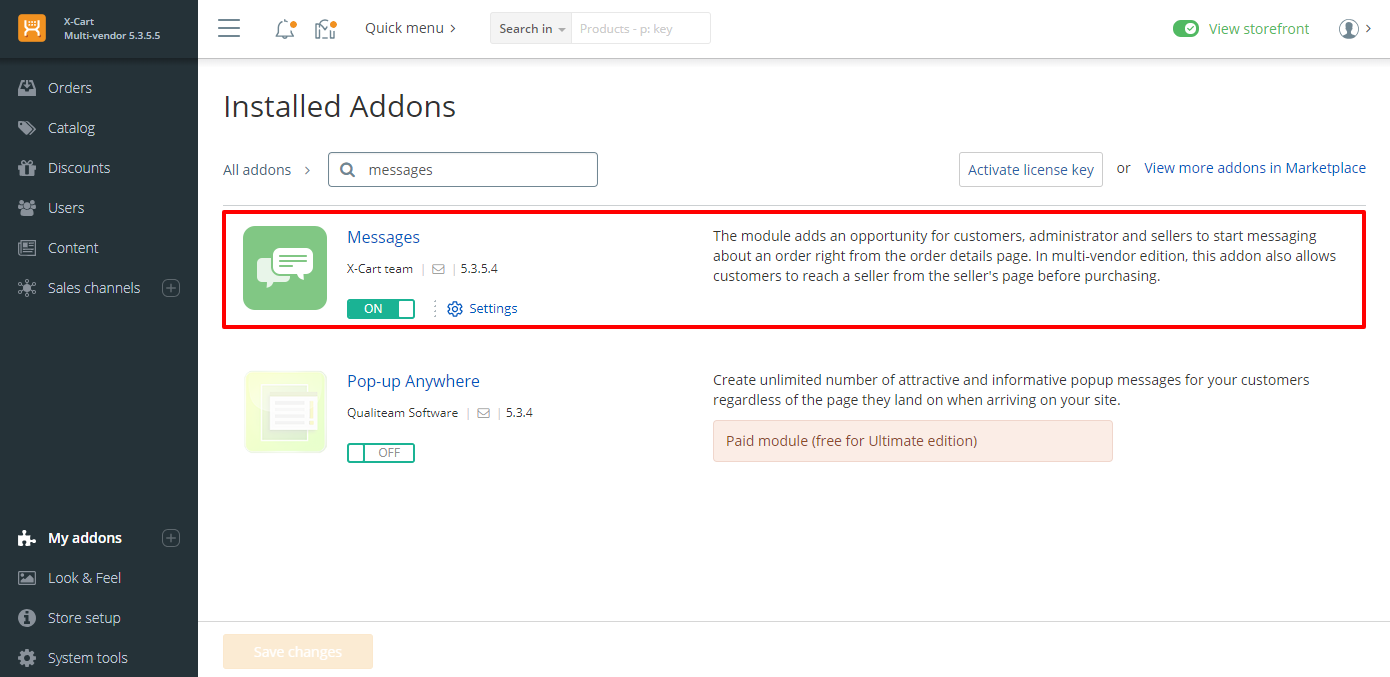 X-Cart
Multi-vendor 5.3.5.5
Quick menu
Search in
Products - p: key
View storefront
Orders
Catalog
Discounts
Users
Content
Sales channels
My addons
Look & Feel
Store setup
System tools
Installed Addons
All addons
messages
Activate license key
or
View more addons in Marketplace
Messages
X-Cart team | | 5.3.5.4
ON
Settings
The module adds an opportunity for customers, administrator and sellers to start messaging
about an order right from the order details page. In multi-vendor edition, this addon also allows
customers to reach a seller from the seller's page before purchasing.
Pop-up Anywhere
Qualiteam Software | | 5.3.4
OFF
Create unlimited number of attractive and informative popup messages for your customers
regardless of the page they land on when arriving on your site.
Paid module (free for Ultimate edition)
Save changes